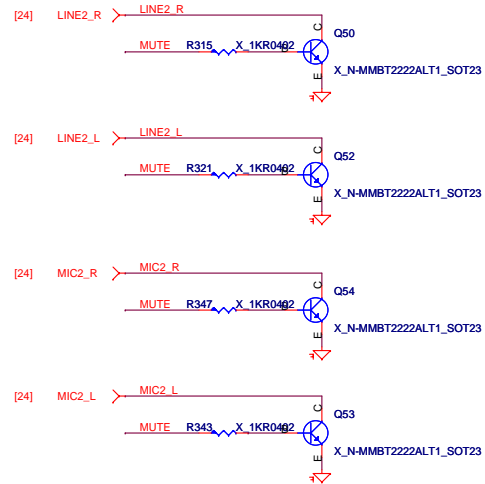 [24] LINE2_R LINE2_R
Q50
MUTE R315 X_1KR0402 B C E
X_N-MMBT2222ALT1_SOT23
[24] LINE2_L LINE2_L
Q52
MUTE R321 X_1KR0402 B C E
X_N-MMBT2222ALT1_SOT23
[24] MIC2_R MIC2_R
Q54
MUTE R347 X_1KR0402 B C E
X_N-MMBT2222ALT1_SOT23
[24] MIC2_L MIC2_L
Q53
MUTE R343 X_1KR0402 B C E
X_N-MMBT2222ALT1_SOT23